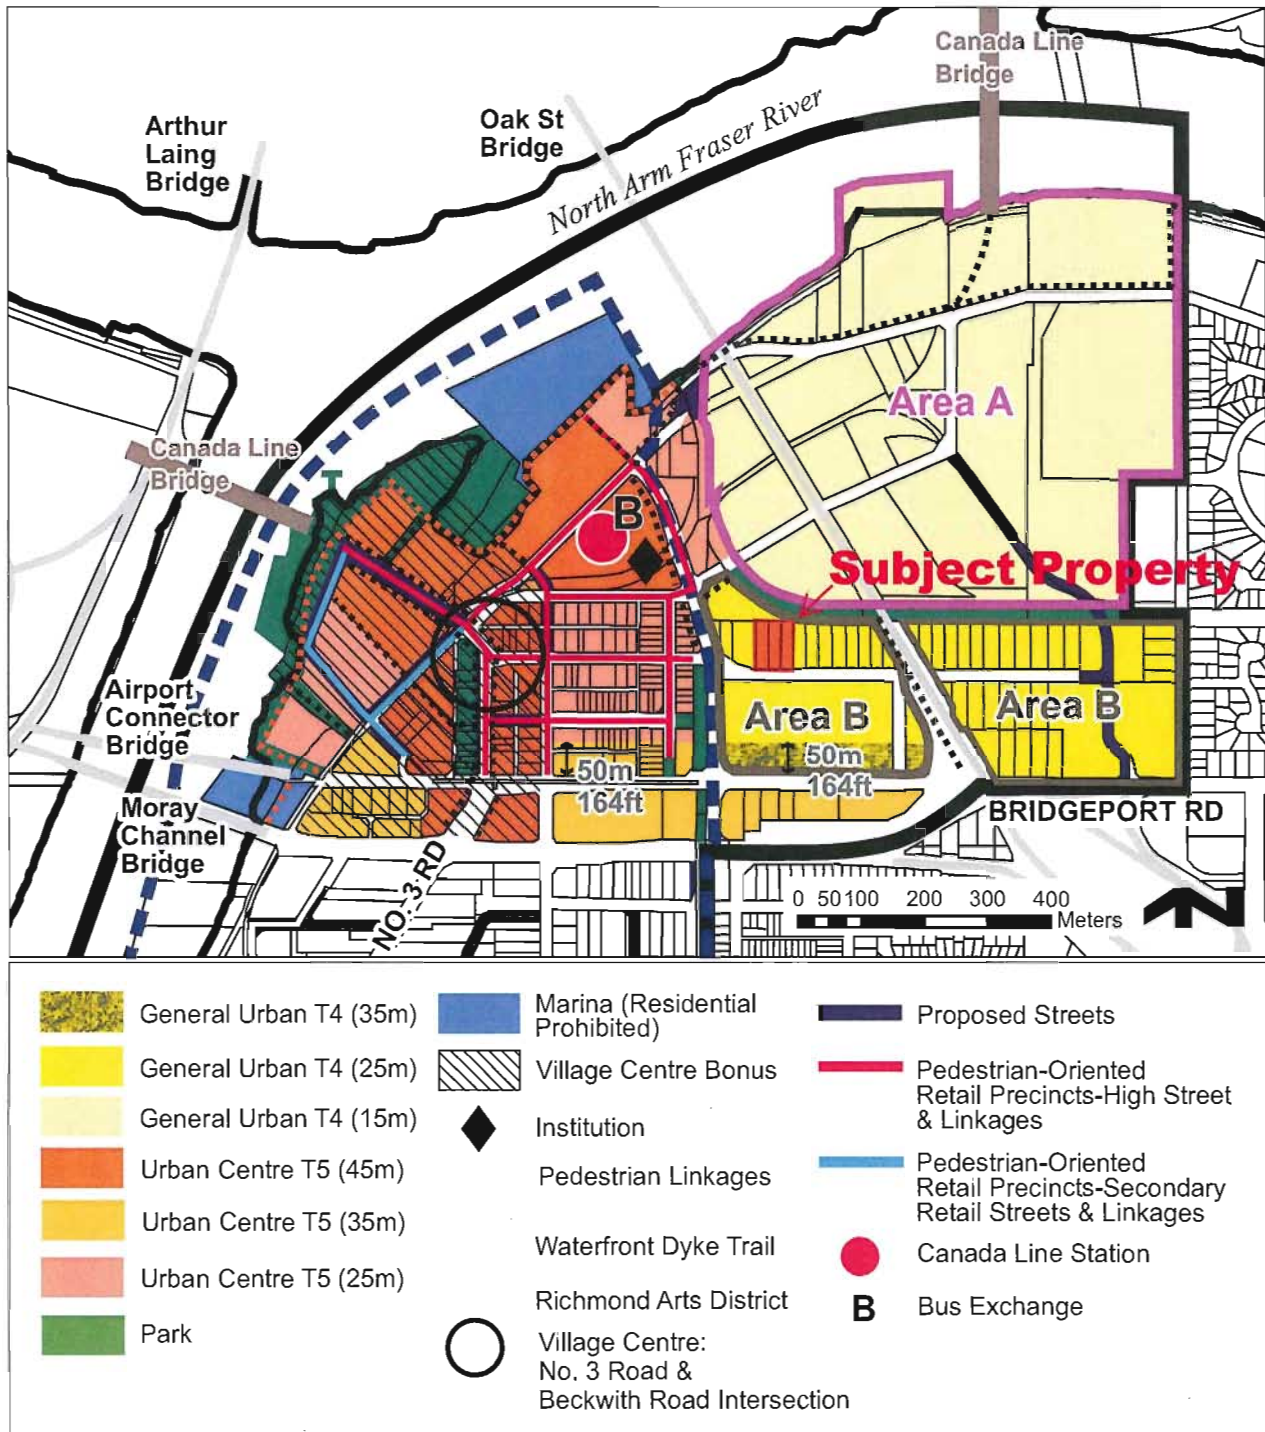 Canada Line
Bridge
Arthur
Laing
Bridge
Oak St
Bridge
North Arm Fraser River
Area A
Canada Line
Bridge
B
Subject Property
Airport
Connector
Bridge
Area B
Area B
50m
164ft
50m
164ft
Moray
Channel
Bridge
BRIDGEPORT RD
NO. 3 RD
0 50 100 200 300 400
Meters
General Urban T4 (35m)
General Urban T4 (25m)
General Urban T4 (15m)
Urban Centre T5 (45m)
Urban Centre T5 (35m)
Urban Centre T5 (25m)
Park
Marina (Residential
Prohibited)
Village Centre Bonus
Institution
Pedestrian Linkages
Waterfront Dyke Trail
Richmond Arts District
Village Centre:
No. 3 Road &
Beckwith Road Intersection
Proposed Streets
Pedestrian-Oriented
Retail Precincts-High Street
& Linkages
Pedestrian-Oriented
Retail Precincts-Secondary
Retail Streets & Linkages
Canada Line Station
B Bus Exchange